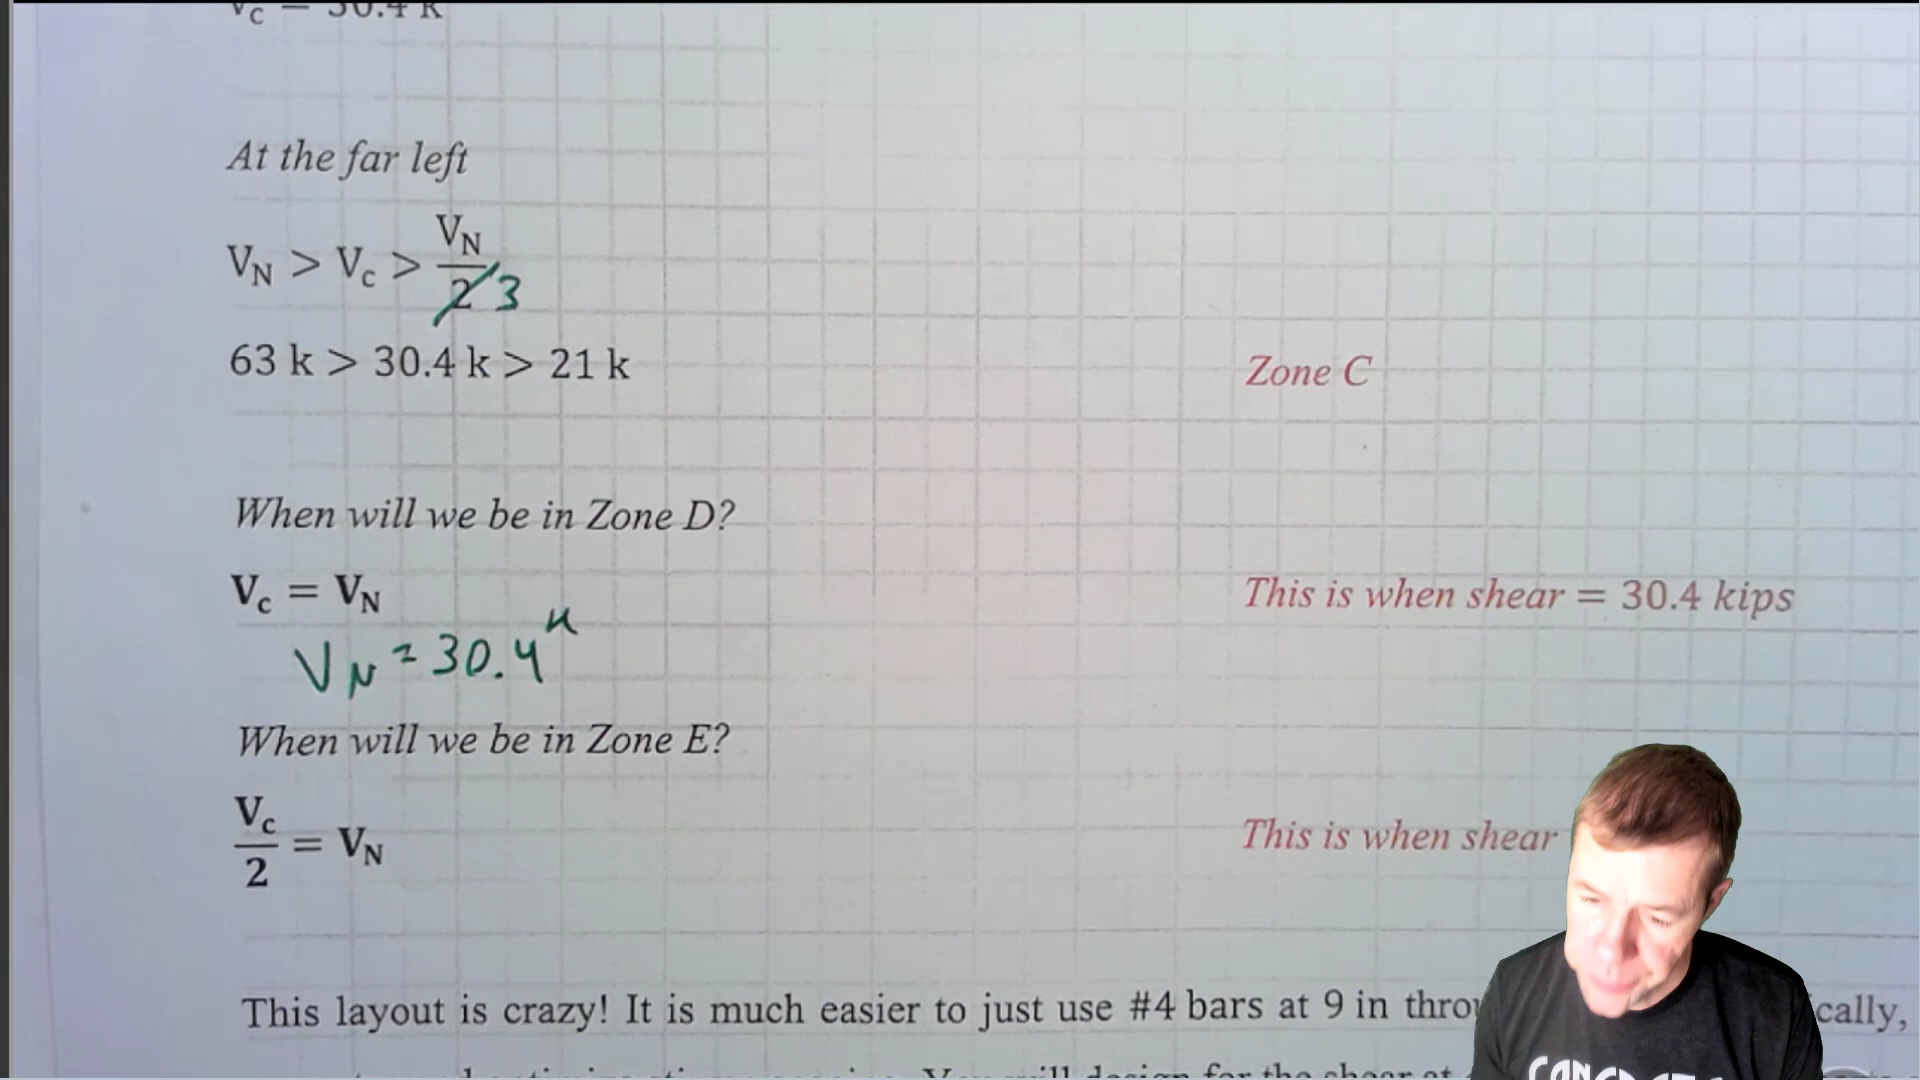 Vc = 30.4 k
At the far left
V_N > V_c > V_N/2 3
63 k > 30.4 k > 21 k
Zone C
When will we be in Zone D?
V_c = V_N
This is when shear = 30.4 kips
V_N = 30.4 k
When will we be in Zone E?
V_c/2 = V_N
This is when shear
This layout is crazy! It is much easier to just use #4 bars at 9 in